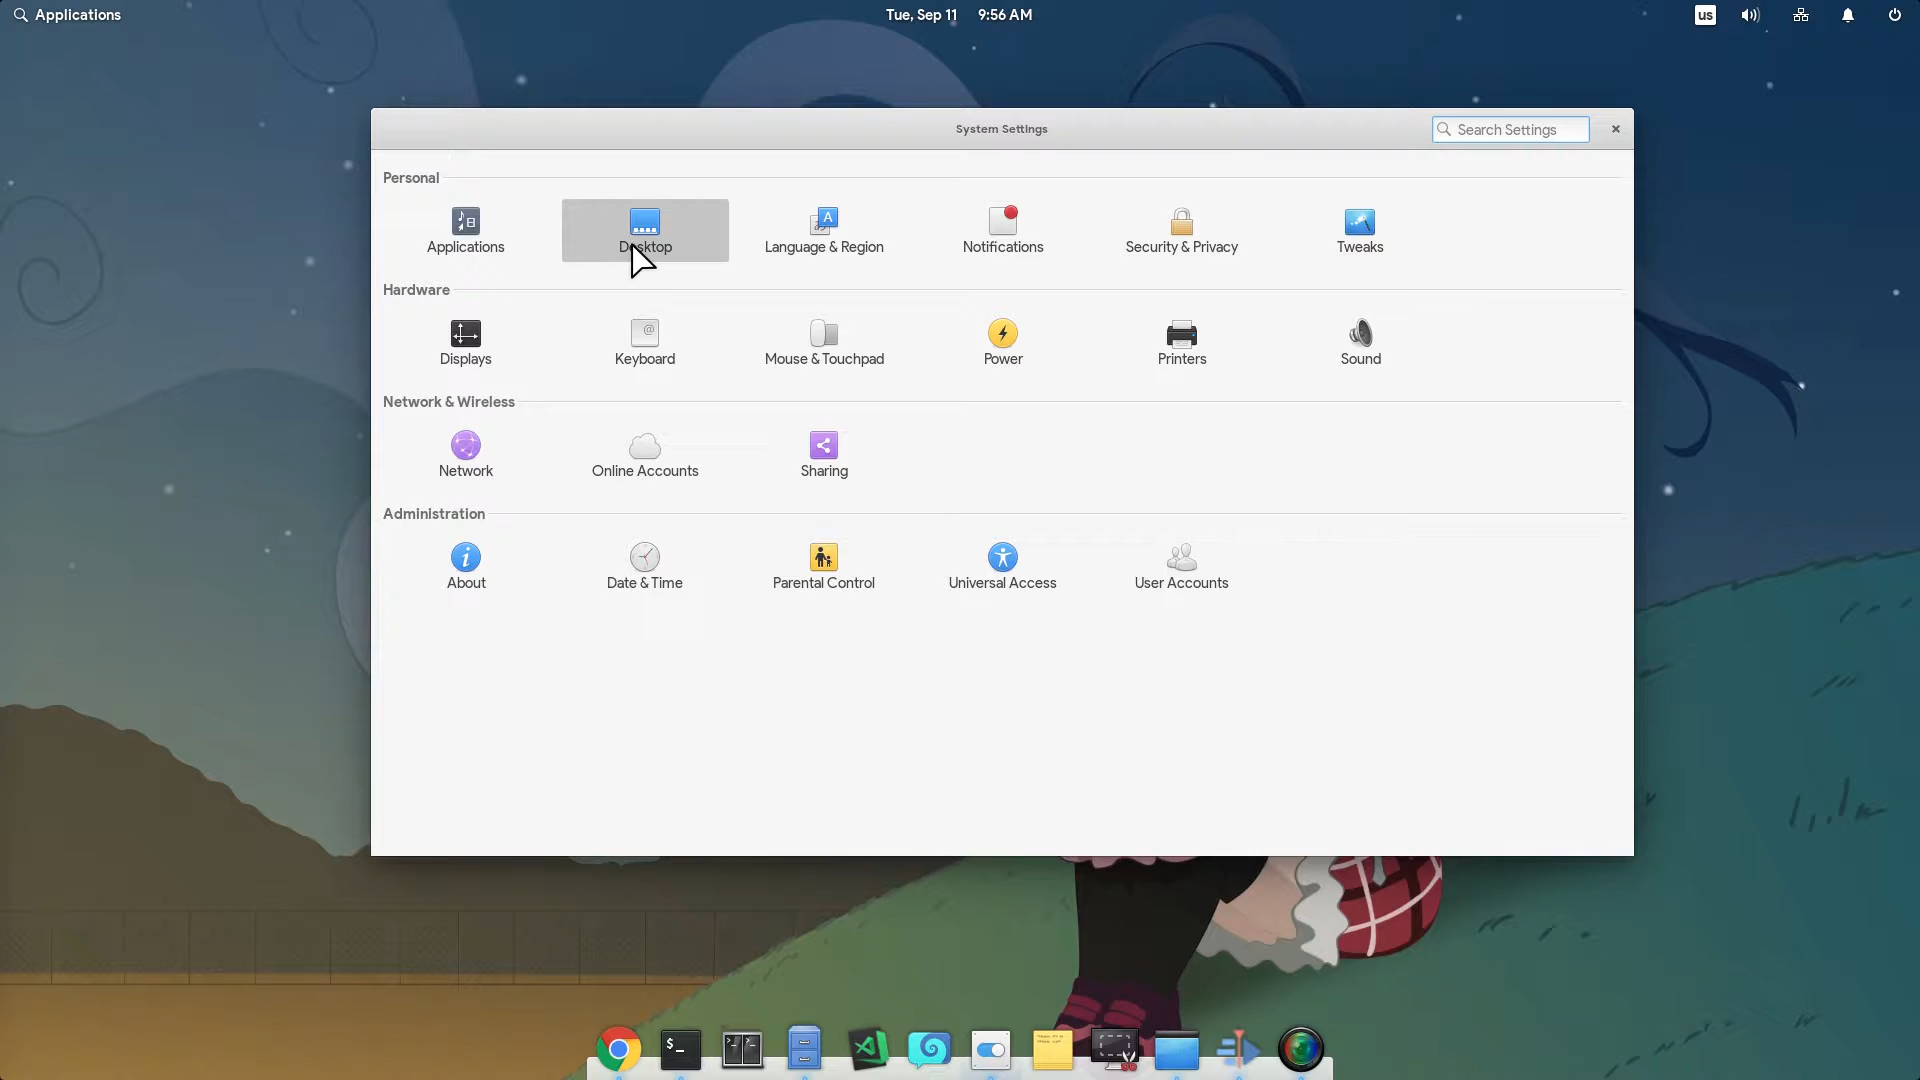 Applications
Tue, Sep 11 9:56 AM
us
System Settings
Search Settings
Personal
Applications
Desktop
Language & Region
Notifications
Security & Privacy
Tweaks
Hardware
Displays
Keyboard
Mouse & Touchpad
Power
Printers
Sound
Network & Wireless
Network
Online Accounts
Sharing
Administration
About
Date & Time
Parental Control
Universal Access
User Accounts